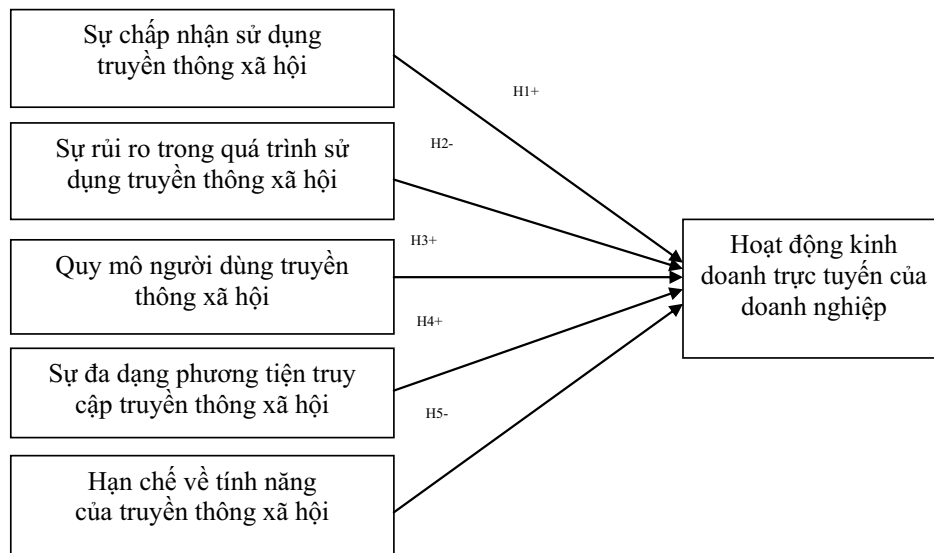 Sự chấp nhận sử dụng
truyền thông xã hội
H1+
Sự rủi ro trong quá trình sử
dụng truyền thông xã hội
H2-
Quy mô người dùng truyền
thông xã hội
H3+
Sự đa dạng phương tiện truy
cập truyền thông xã hội
H4+
Hạn chế về tính năng
của truyền thông xã hội
H5-
Hoạt động kinh
doanh trực tuyến của
doanh nghiệp